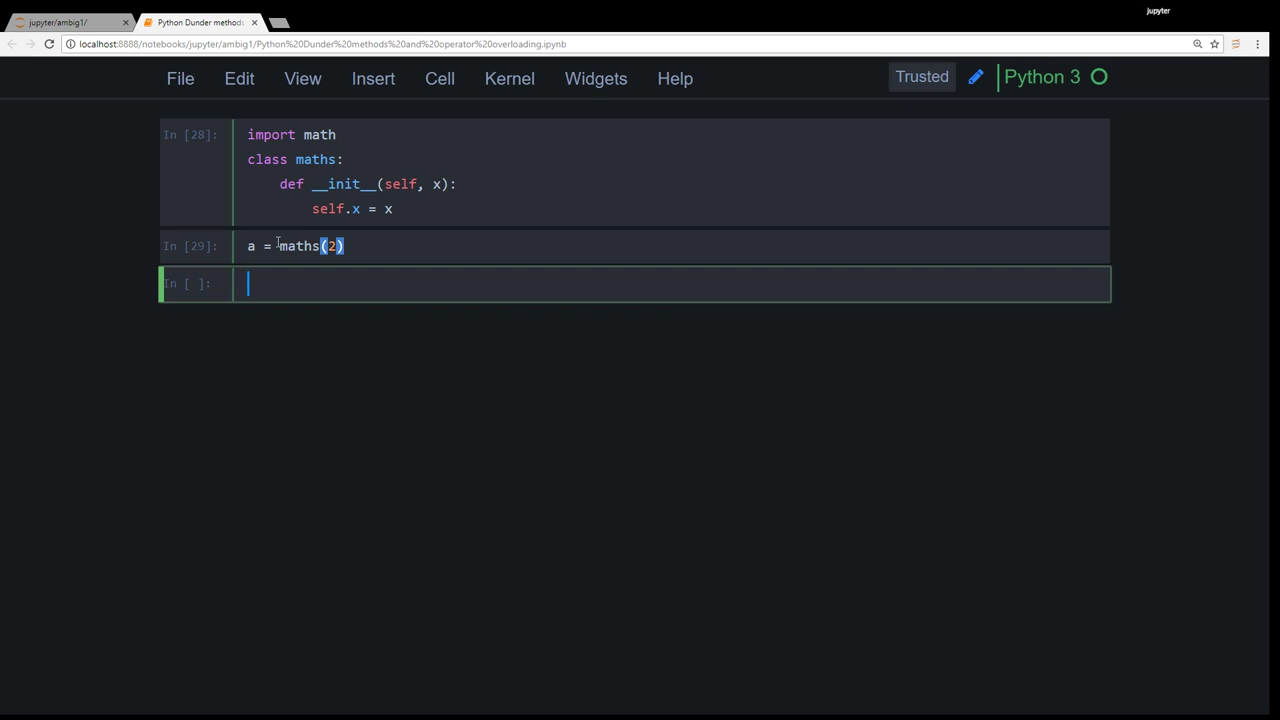 jupyter
jupyter/ambig1/
Python Dunder methods
localhost:8888/notebooks/jupyter/ambig1/Python%20Dunder%20methods%20and%20operator%20overloading.ipynb
File Edit View Insert Cell Kernel Widgets Help Trusted Python 3
In [28]: import math
class maths:
    def __init__(self, x):
        self.x = x
In [29]: a = maths(2)
In [ ]: